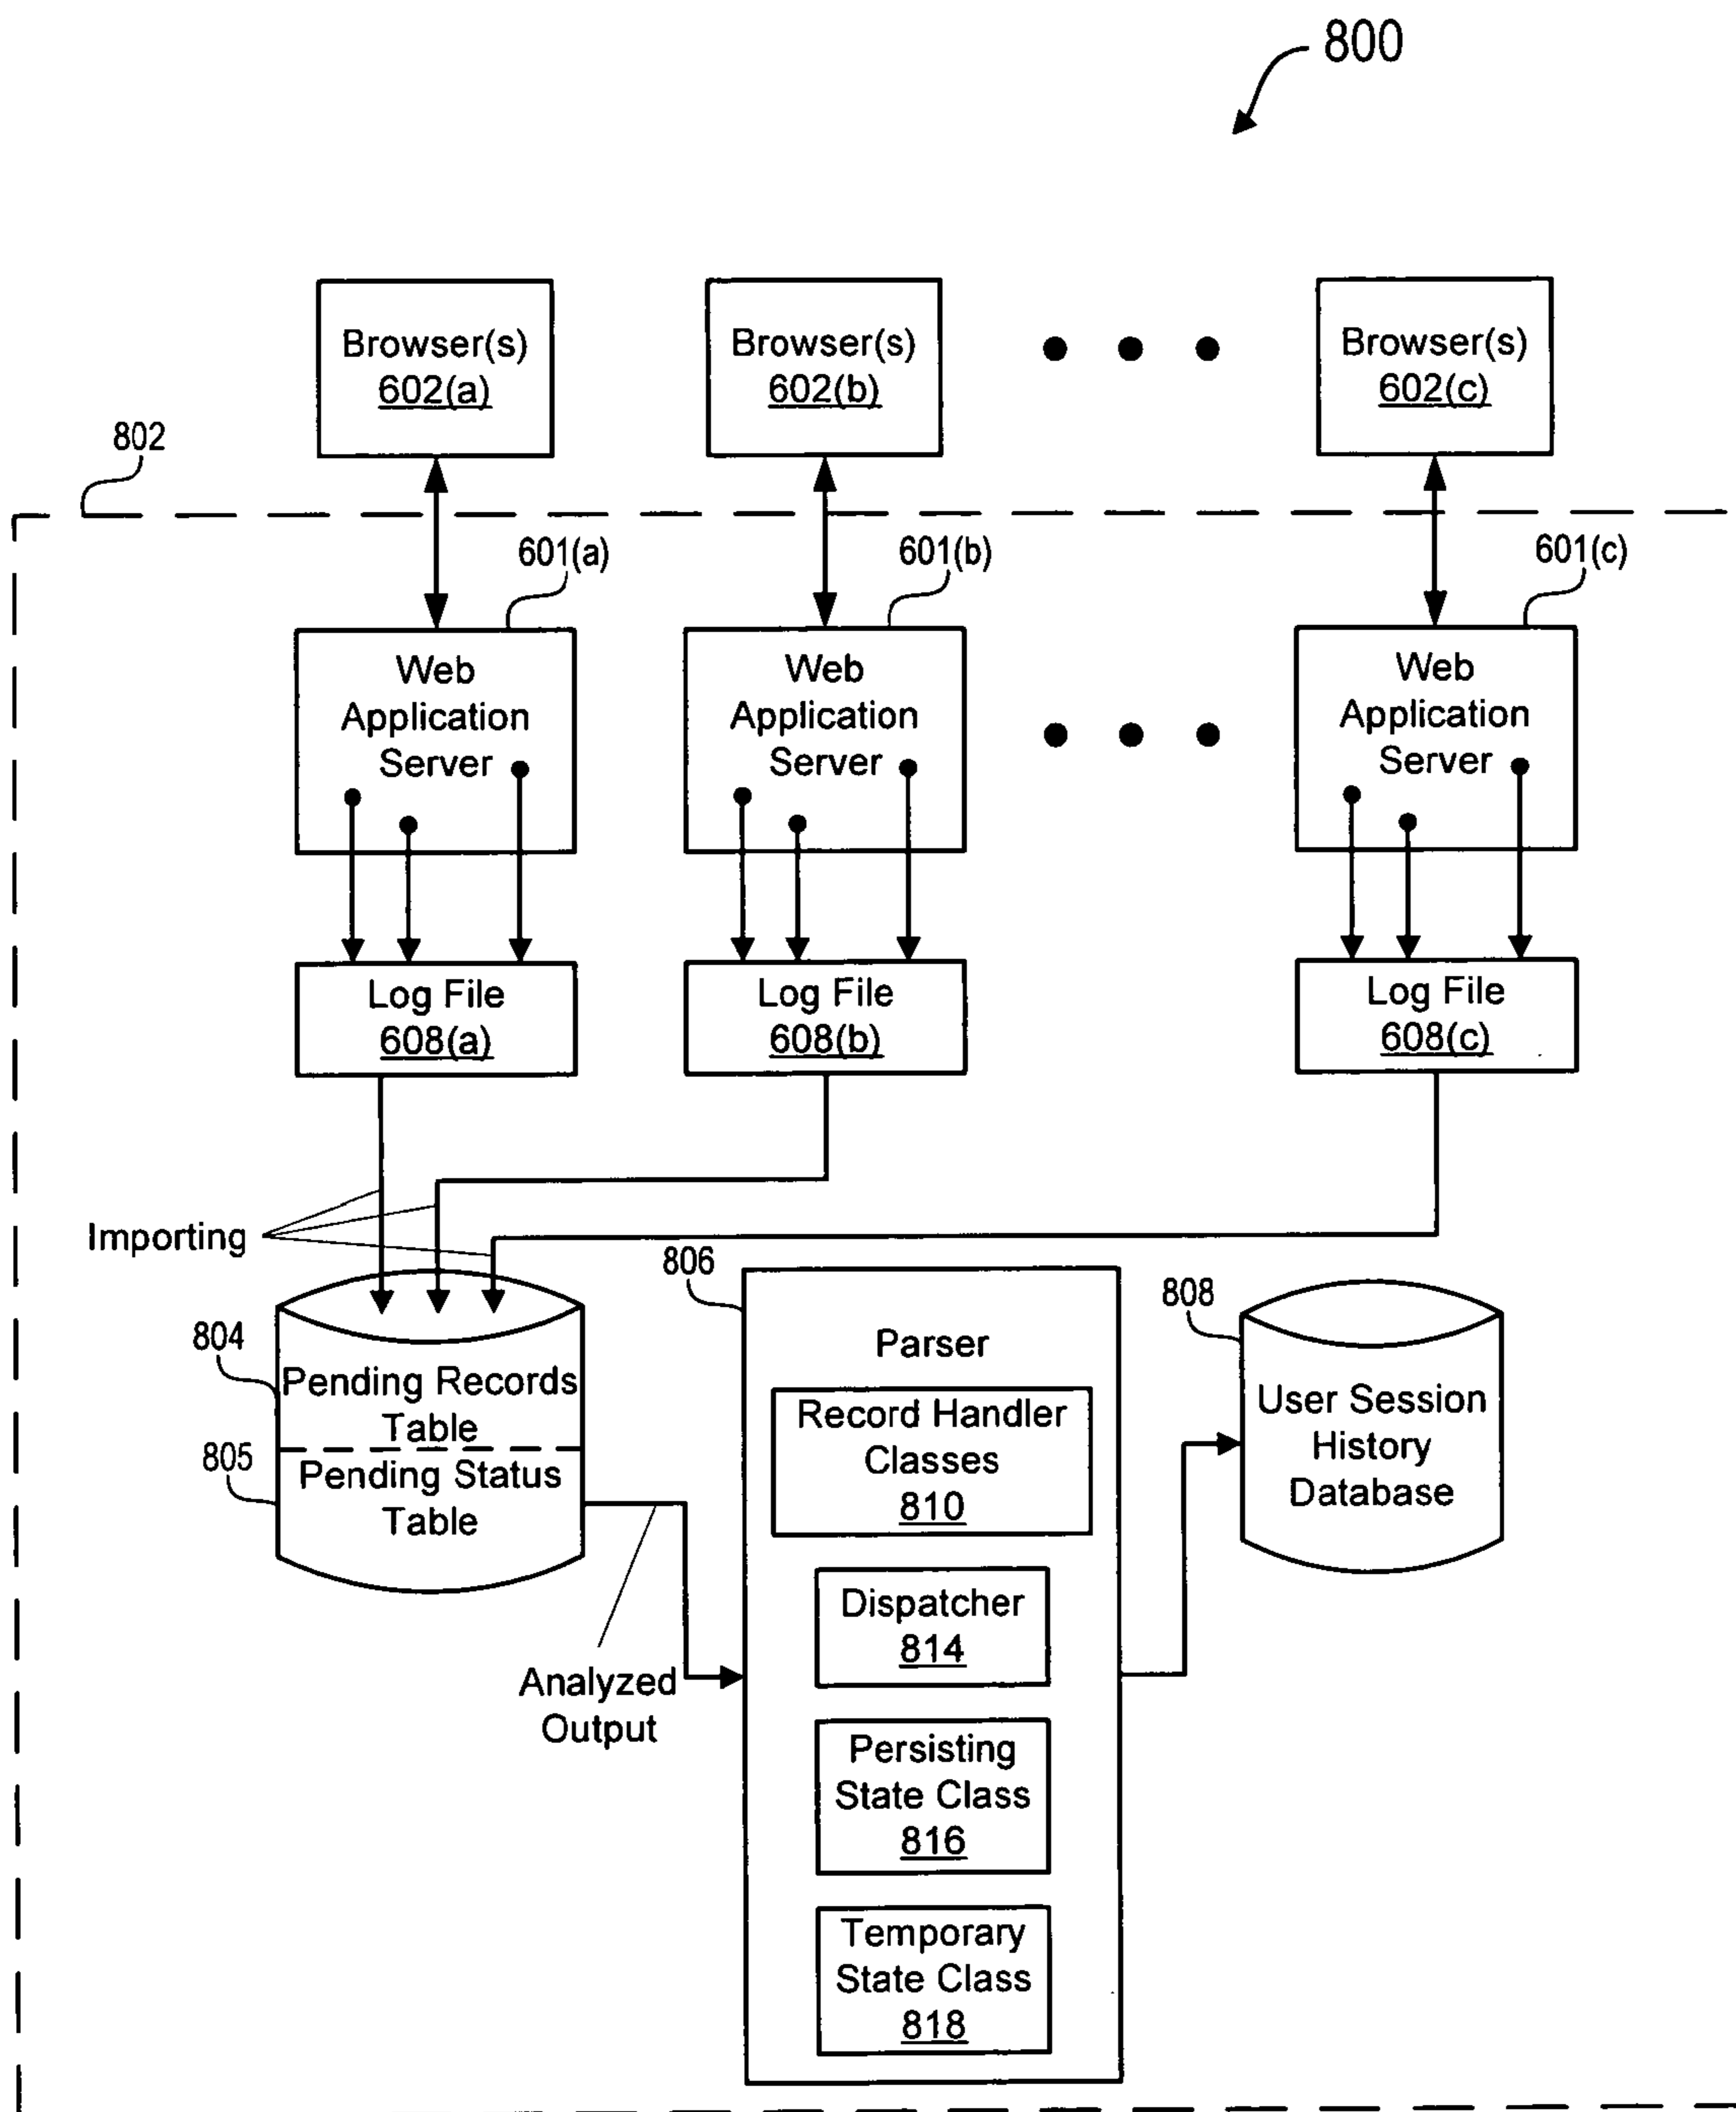 800
Browser(s)
602(a)
Browser(s)
602(b)
Browser(s)
602(c)
802
601(a)
601(b)
601(c)
Web
Application
Server
Web
Application
Server
Web
Application
Server
Log File
608(a)
Log File
608(b)
Log File
608(c)
Importing
804
Pending Records
Table
805
Pending Status
Table
Analyzed
Output
806
Parser
Record Handler
Classes
810
Dispatcher
814
Persisting
State Class
816
Temporary
State Class
818
808
User Session
History
Database